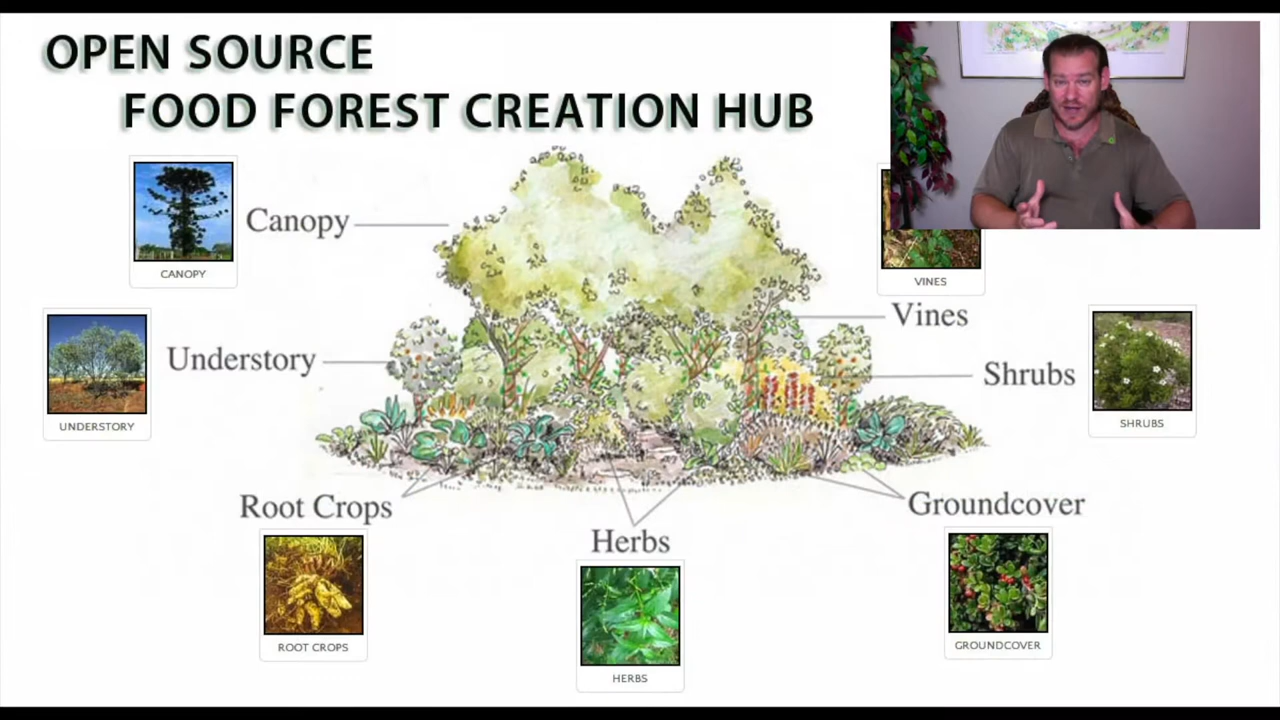 OPEN SOURCE
FOOD FOREST CREATION HUB
CANOPY
Canopy
VINES
Vines
UNDERSTORY
Understory
Shrubs
SHRUBS
Root Crops
ROOT CROPS
Herbs
HERBS
Groundcover
GROUNDCOVER